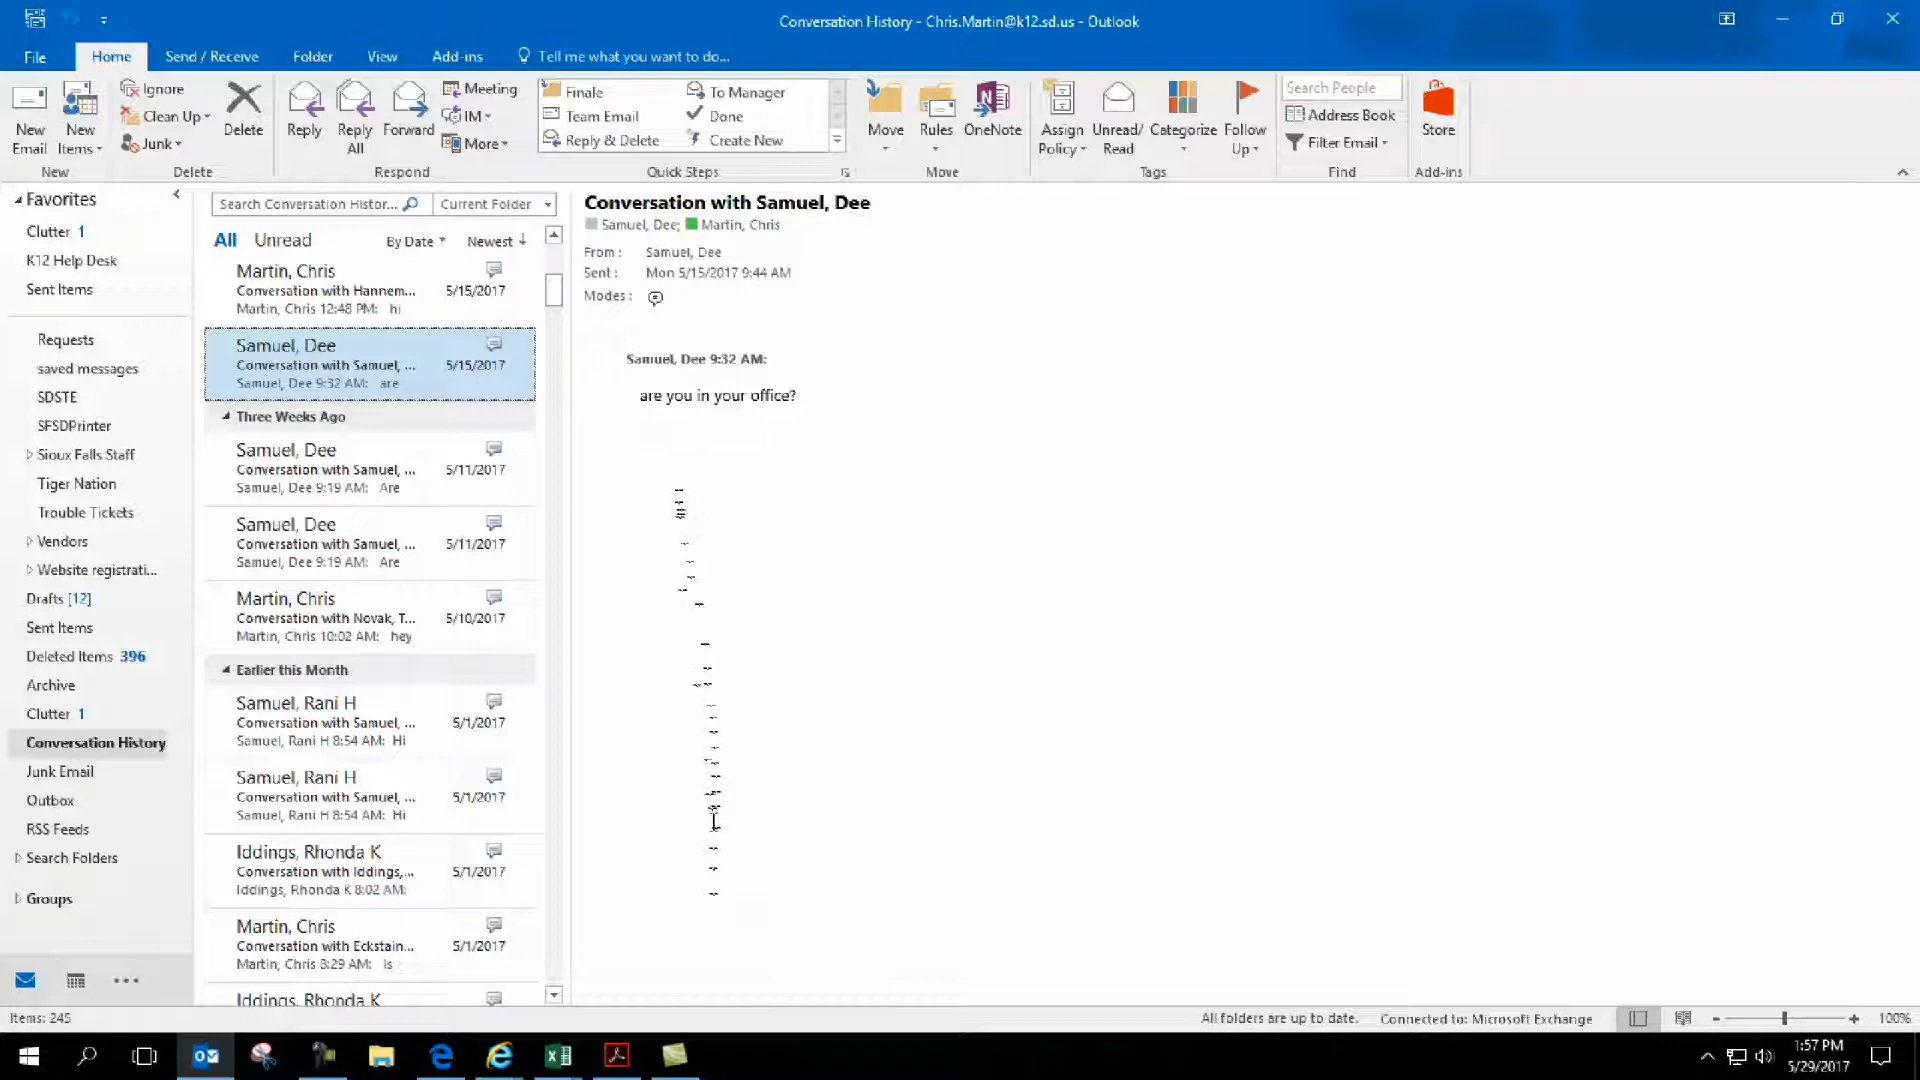 Conversation History - Chris.Martin@k12.sd.us - Outlook
File Home Send / Receive Folder View Add-ins Tell me what you want to do...
New Email
New Items
New
Ignore
Clean Up
Junk
Delete
Delete
Reply
Reply All
Forward
Meeting
IM
More
Respond
Finale
Team Email
Reply & Delete
To Manager
Done
Create New
Quick Steps
Move
Rules
OneNote
Move
Assign Policy
Unread/ Read
Categorize
Follow Up
Tags
Search People
Address Book
Filter Email
Find
Store
Add-ins
Favorites
Clutter 1
K12 Help Desk
Sent Items
Requests
saved messages
SDSTE
SFSDPrinter
Sioux Falls Staff
Tiger Nation
Trouble Tickets
Vendors
Website registrati...
Drafts [12]
Sent Items
Deleted Items 396
Archive
Clutter 1
Conversation History
Junk Email
Outbox
RSS Feeds
Search Folders
Groups
Search Conversation Histor... Current Folder
All Unread By Date Newest
Martin, Chris
Conversation with Hannem... 5/15/2017
Martin, Chris 12:48 PM: hi
Samuel, Dee
Conversation with Samuel, ... 5/15/2017
Samuel, Dee 9:32 AM: are
Three Weeks Ago
Samuel, Dee
Conversation with Samuel, ... 5/11/2017
Samuel, Dee 9:19 AM: Are
Samuel, Dee
Conversation with Samuel, ... 5/11/2017
Samuel, Dee 9:19 AM: Are
Martin, Chris
Conversation with Novak, T... 5/10/2017
Martin, Chris 10:02 AM: hey
Earlier this Month
Samuel, Rani H
Conversation with Samuel, ... 5/1/2017
Samuel, Rani H 8:54 AM: Hi
Samuel, Rani H
Conversation with Samuel, ... 5/1/2017
Samuel, Rani H 8:54 AM: Hi
Iddings, Rhonda K
Conversation with Iddings,... 5/1/2017
Iddings, Rhonda K 8:02 AM:
Martin, Chris
Conversation with Eckstain... 5/1/2017
Martin, Chris 8:29 AM: Is
Iddings, Rhonda K
Conversation with Samuel, Dee
Samuel, Dee; Martin, Chris
From: Samuel, Dee
Sent: Mon 5/15/2017 9:44 AM
Modes:
Samuel, Dee 9:32 AM:
are you in your office?
Items: 245 All folders are up to date. Connected to: Microsoft Exchange 100%
1:57 PM
5/29/2017